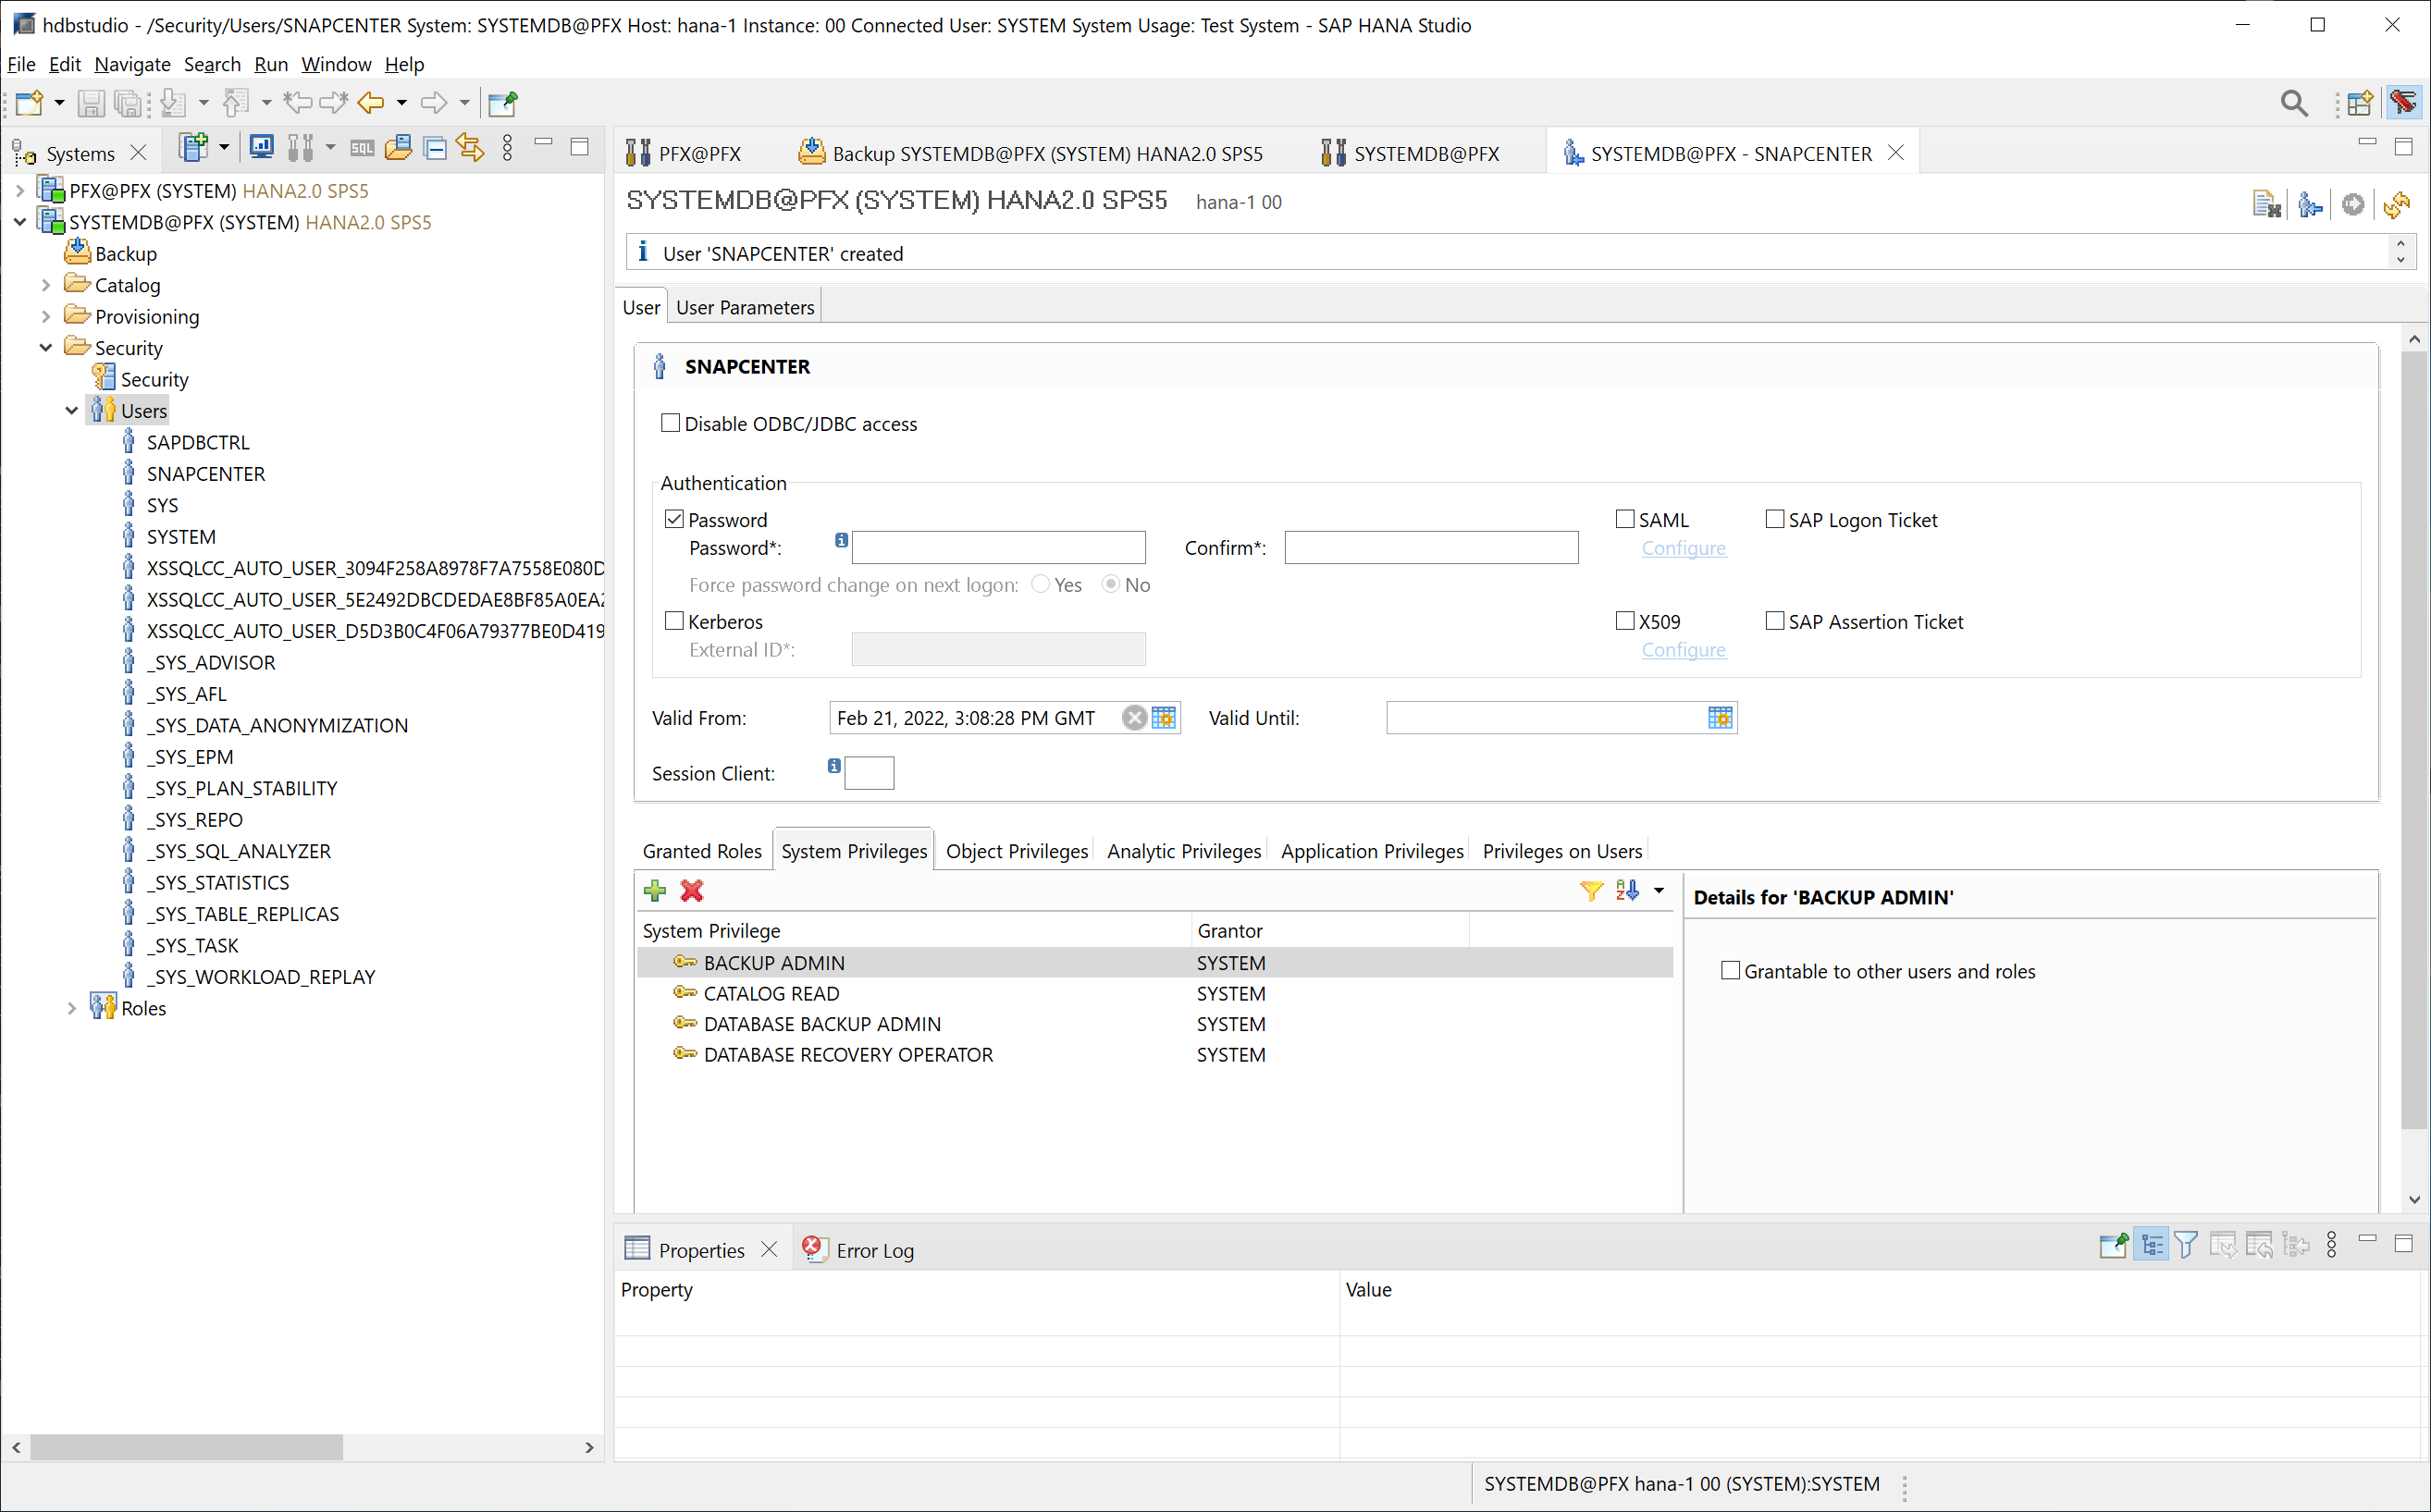 hdbstudio - /Security/Users/SNAPCENTER System: SYSTEMDB@PFX Host: hana-1 Instance: 00 Connected User: SYSTEM System Usage: Test System - SAP HANA Studio
File Edit Navigate Search Run Window Help
Systems
SQL
PFX@PFX (SYSTEM) HANA2.0 SPS5
SYSTEMDB@PFX (SYSTEM) HANA2.0 SPS5
Backup
Catalog
Provisioning
Security
Security
Users
SAPDBCTRL
SNAPCENTER
SYS
SYSTEM
XSSQLCC_AUTO_USER_3094F258A8978F7A7558E080D
XSSQLCC_AUTO_USER_5E2492DBCDEDAE8BF85A0EA2
XSSQLCC_AUTO_USER_D5D3B0C4F06A79377BE0D419
_SYS_ADVISOR
_SYS_AFL
_SYS_DATA_ANONYMIZATION
_SYS_EPM
_SYS_PLAN_STABILITY
_SYS_REPO
_SYS_SQL_ANALYZER
_SYS_STATISTICS
_SYS_TABLE_REPLICAS
_SYS_TASK
_SYS_WORKLOAD_REPLAY
Roles
PFX@PFX Backup SYSTEMDB@PFX (SYSTEM) HANA2.0 SPS5 SYSTEMDB@PFX SYSTEMDB@PFX - SNAPCENTER
SYSTEMDB@PFX (SYSTEM) HANA2.0 SPS5 hana-1 00
User 'SNAPCENTER' created
User User Parameters
SNAPCENTER
Disable ODBC/JDBC access
Authentication
Password SAML SAP Logon Ticket
Password*: Confirm*: Configure
Force password change on next logon: Yes No
Kerberos X509 SAP Assertion Ticket
External ID*: Configure
Valid From: Feb 21, 2022, 3:08:28 PM GMT Valid Until:
Session Client:
Granted Roles System Privileges Object Privileges Analytic Privileges Application Privileges Privileges on Users
System Privilege Grantor
BACKUP ADMIN SYSTEM
CATALOG READ SYSTEM
DATABASE BACKUP ADMIN SYSTEM
DATABASE RECOVERY OPERATOR SYSTEM
Details for 'BACKUP ADMIN'
Grantable to other users and roles
Properties Error Log
Property Value
SYSTEMDB@PFX hana-1 00 (SYSTEM):SYSTEM